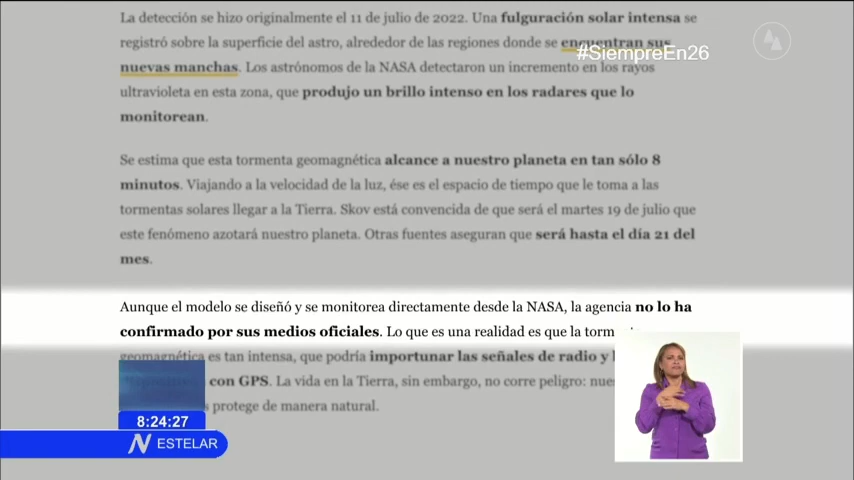 La detección se hizo originalmente el 11 de julio de 2022. Una fulguración solar intensa se
registró sobre la superficie del astro, alrededor de las regiones donde se encuentran sus
#SiempreEn26
nuevas manchas. Los astrónomos de la NASA detectaron un incremento en los rayos
ultravioleta en esta zona, que produjo un brillo intenso en los radares que lo
monitorean.
Se estima que esta tormenta geomagnética alcance a nuestro planeta en tan sólo 8
minutos. Viajando a la velocidad de la luz, ése es el espacio de tiempo que le toma a las
tormentas solares llegar a la Tierra. Skov está convencida de que será el martes 19 de julio que
este fenómeno azotará nuestro planeta. Otras fuentes aseguran que será hasta el día 21 del
mes.
Aunque el modelo se diseñó y se monitorea directamente desde la NASA, la agencia no lo ha
confirmado por sus medios oficiales. Lo que es una realidad es que la
geomagnética es tan intensa, que podría importunar las señales de radio y
con GPS. La vida en la Tierra, sin embargo, no corre peligro:
protege de manera natural.
8:24:27
N ESTELAR